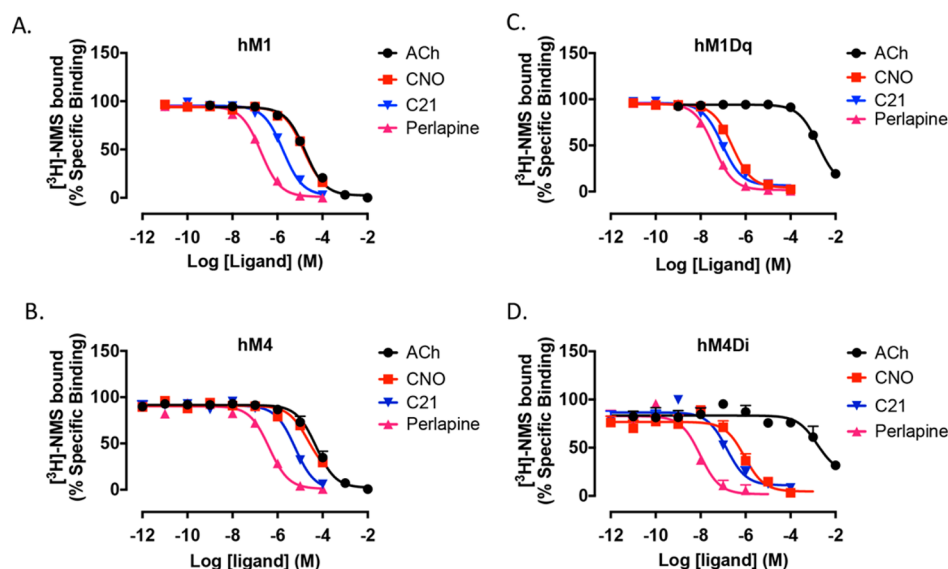 A.
hM1
[³H]-NMS bound
(% Specific Binding)
150
100
50
0
-12 -10 -8 -6 -4 -2
Log [Ligand] (M)
ACh
CNO
C21
Perlapine
C.
hM1Dq
[³H]-NMS bound
(% Specific Binding)
150
100
50
0
-12 -10 -8 -6 -4 -2
Log [Ligand] (M)
ACh
CNO
C21
Perlapine
B.
hM4
[³H]-NMS bound
(% Specific Binding)
150
100
50
0
-12 -10 -8 -6 -4 -2
Log [ligand] (M)
ACh
CNO
C21
Perlapine
D.
hM4Di
[³H]-NMS bound
(% Specific Binding)
150
100
50
0
-12 -10 -8 -6 -4 -2
Log [ligand] (M)
ACh
CNO
C21
Perlapine